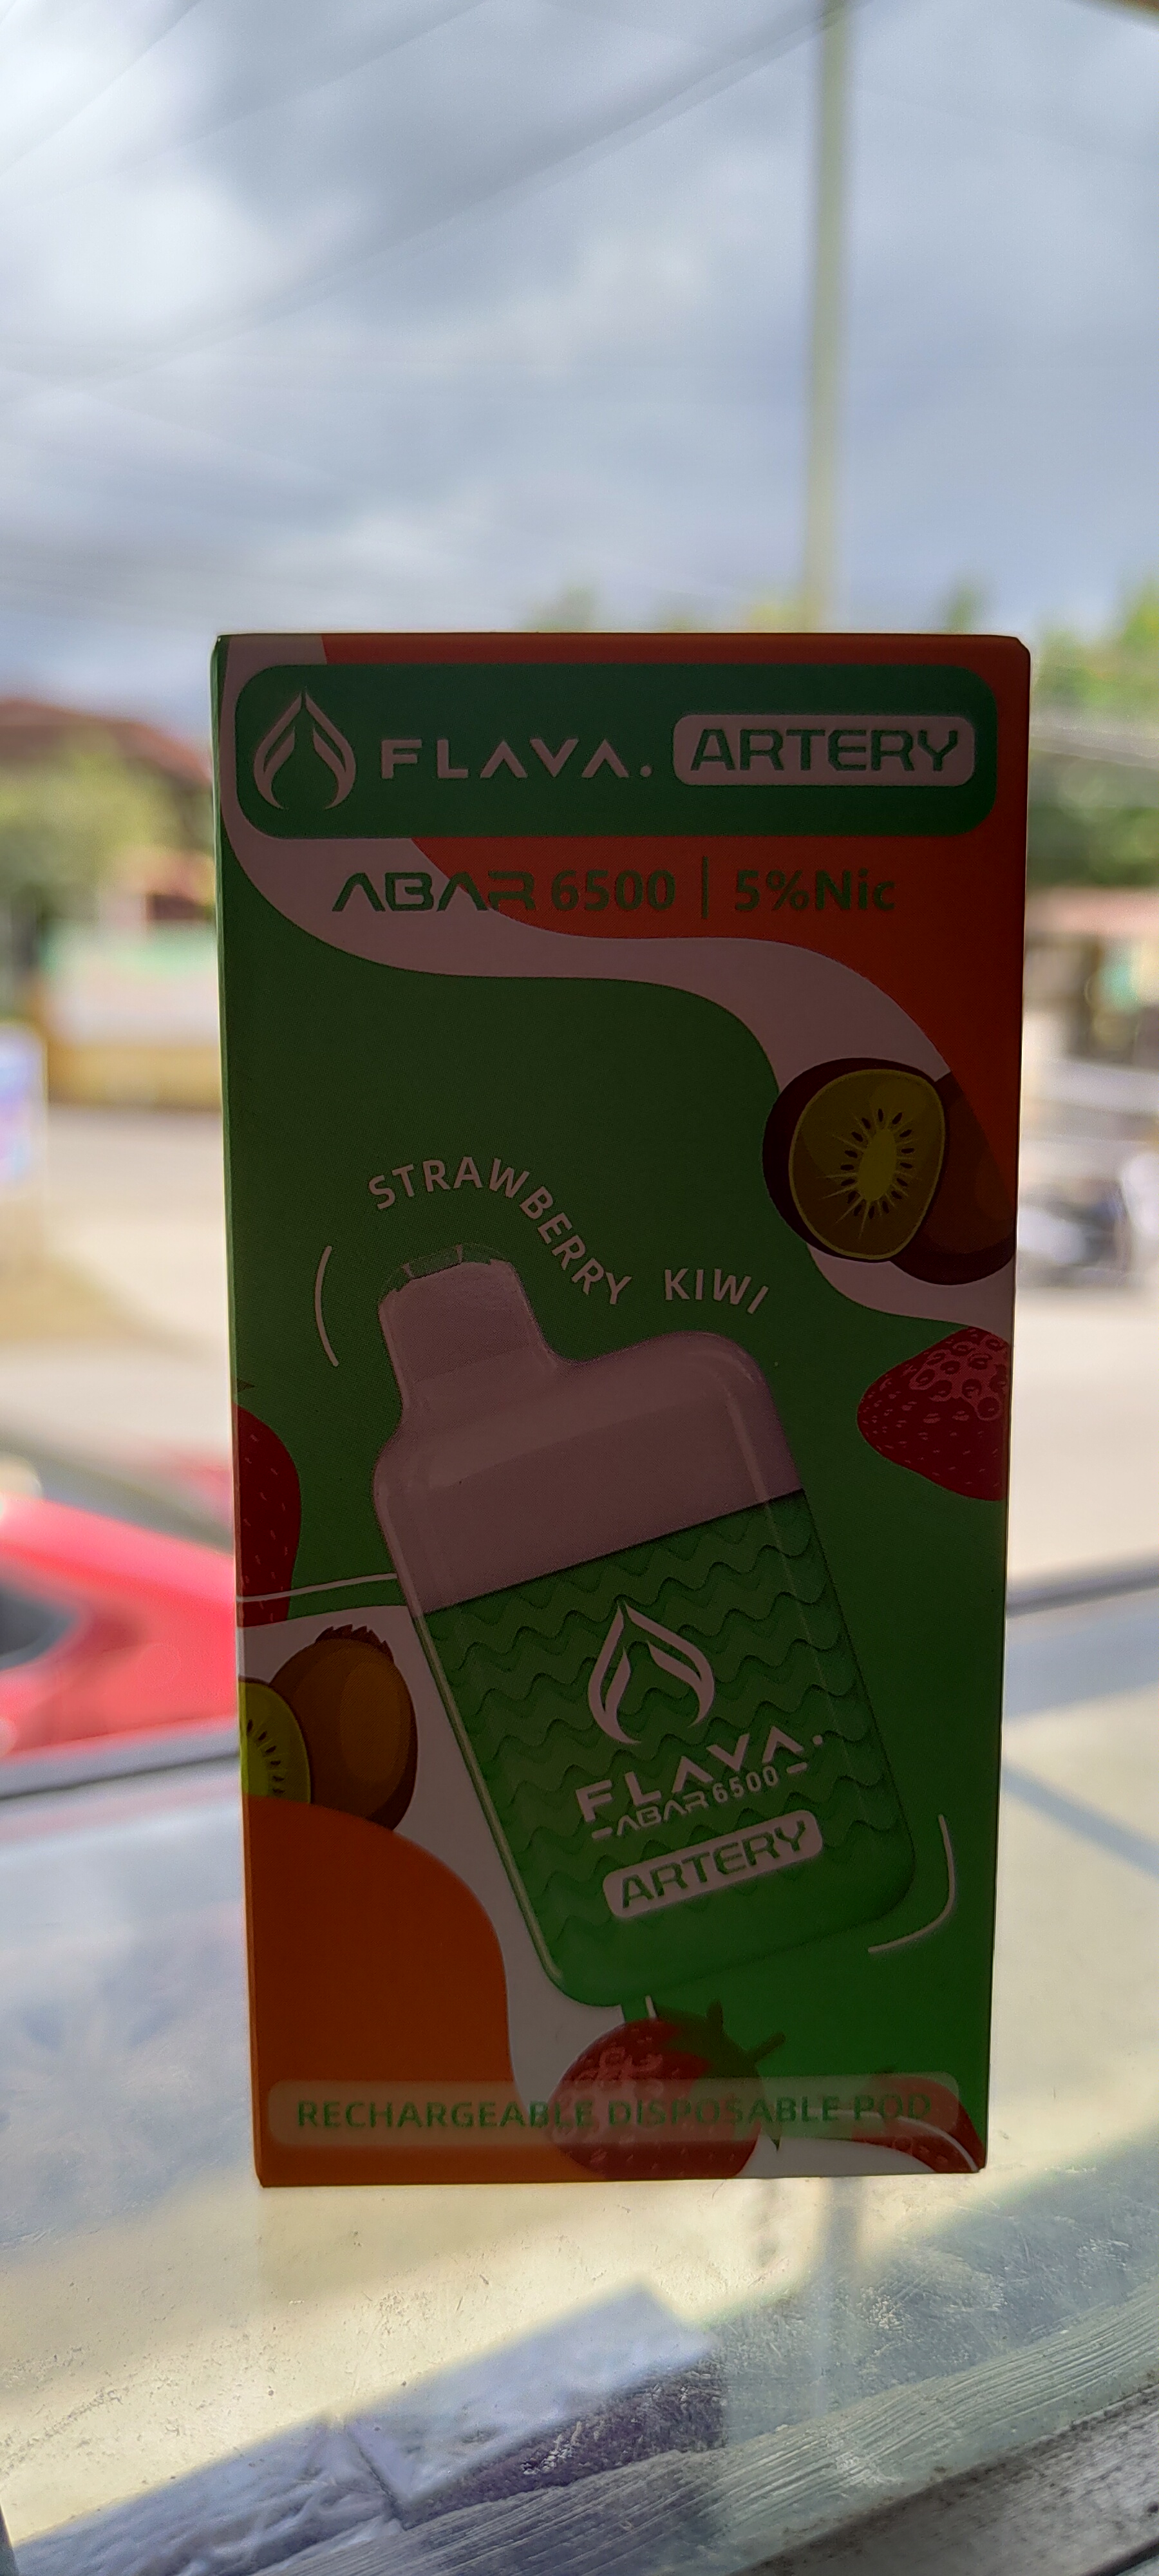 FLAVA. ARTERY
ABAR 6500 | 5%Nic
STRAWBERRY KIWI
FLAVA.
ABAR 6500
ARTERY
RECHARGEABLE DISPOSABLE POD